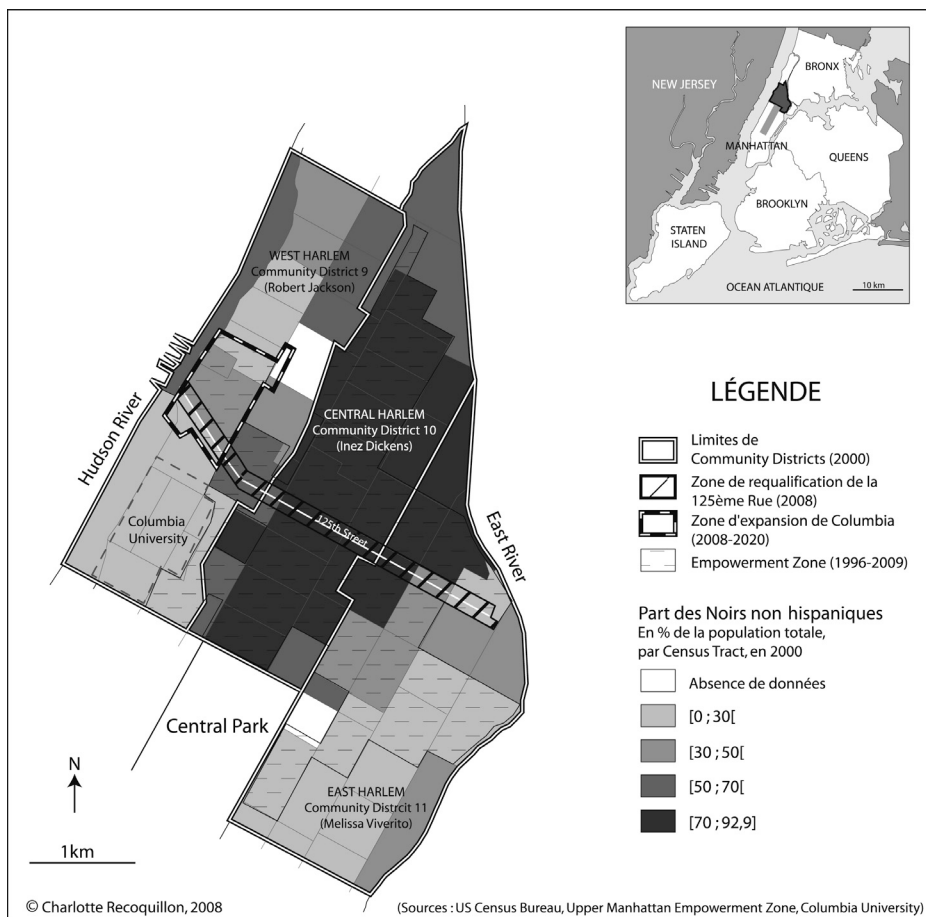 NEW JERSEY
BRONX
MANHATTAN
QUEENS
BROOKLYN
STATEN
ISLAND
OCEAN ATLANTIQUE
10 km
WEST HARLEM
Community District 9
(Robert Jackson)
Hudson River
CENTRAL HARLEM
Community District 10
(Inez Dickens)
125th Street
East River
Columbia
University
Central Park
EAST HARLEM
Community Distrcit 11
(Melissa Viverito)
N
1km
LÉGENDE
Limites de
Community Districts (2000)
Zone de requalification de la
125ème Rue (2008)
Zone d'expansion de Columbia
(2008-2020)
Empowerment Zone (1996-2009)
Part des Noirs non hispaniques
En % de la population totale,
par Census Tract, en 2000
Absence de données
[0 ; 30[
[30 ; 50[
[50 ; 70[
[70 ; 92,9]
© Charlotte Recoquillon, 2008
(Sources : US Census Bureau, Upper Manhattan Empowerment Zone, Columbia University)